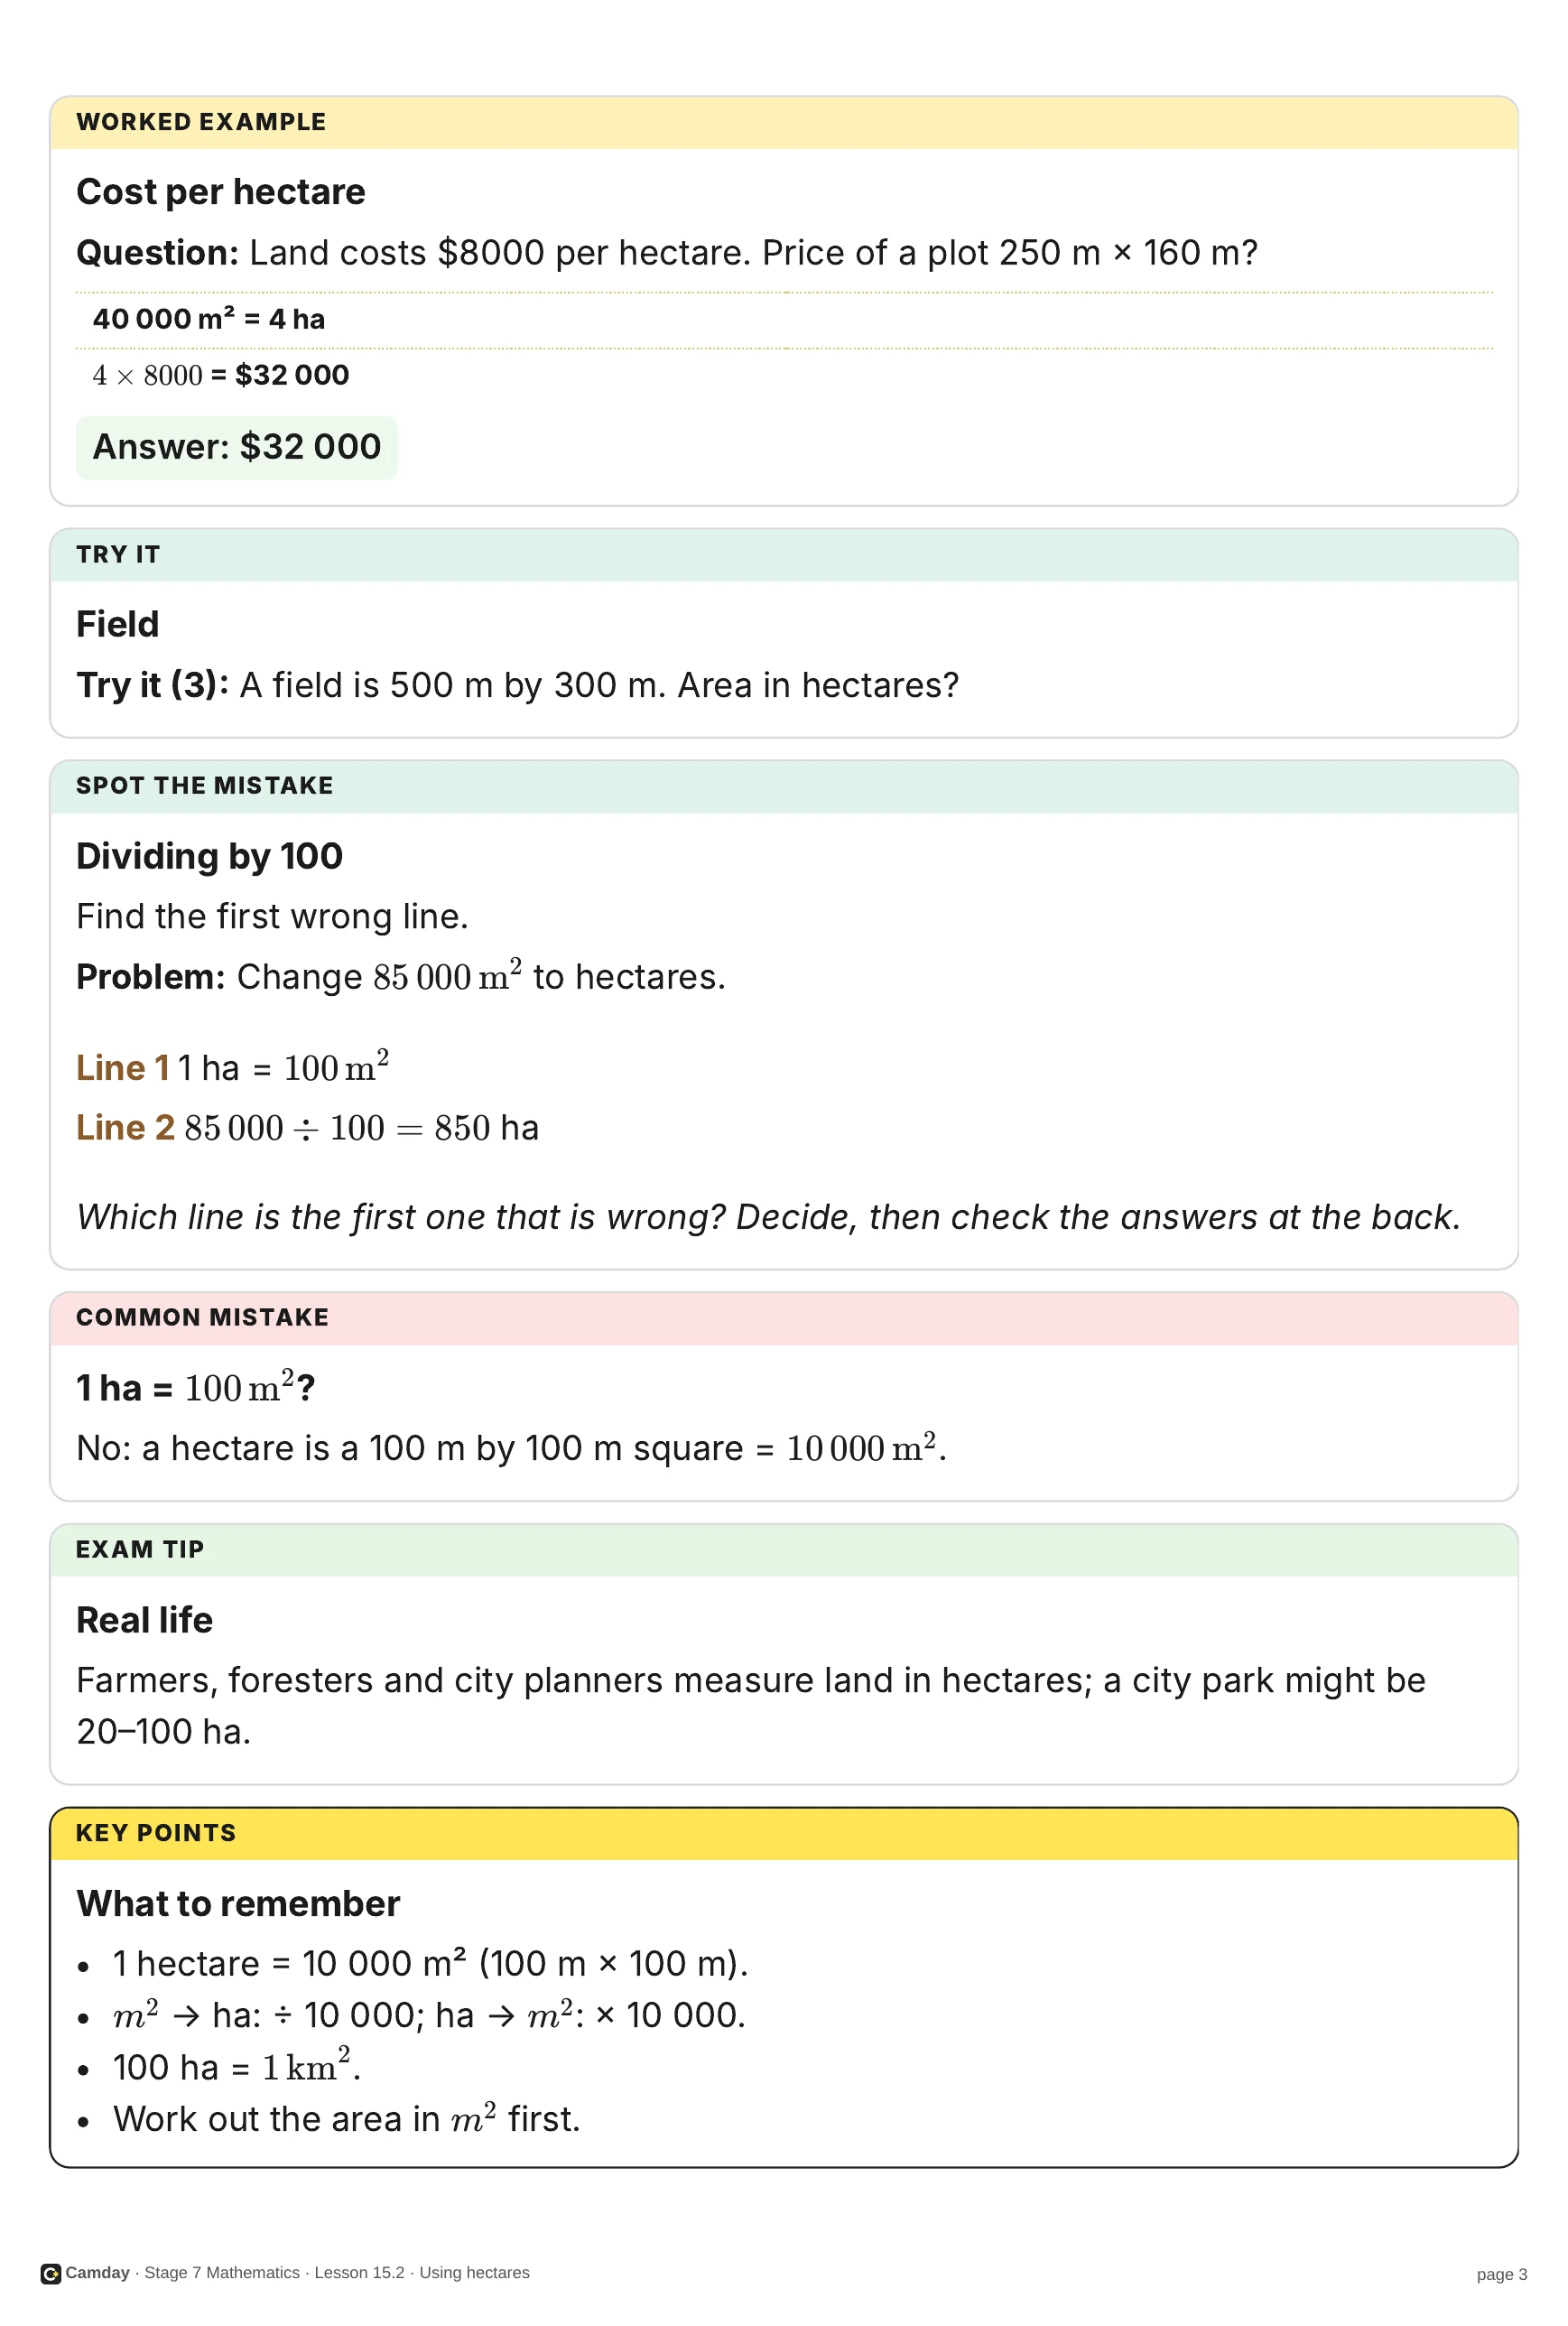 WORKED EXAMPLE
Cost per hectare
Question: Land costs $8000 per hectare. Price of a plot 250 m × 160 m?
40 000 m² = 4 ha
4 × 8000 = $32 000
Answer: $32 000
TRY IT
Field
Try it (3): A field is 500 m by 300 m. Area in hectares?
SPOT THE MISTAKE
Dividing by 100
Find the first wrong line.
Problem: Change 85 000 m² to hectares.
Line 1 1 ha = 100 m²
Line 2 85 000 ÷ 100 = 850 ha
Which line is the first one that is wrong? Decide, then check the answers at the back.
COMMON MISTAKE
1 ha = 100 m²?
No: a hectare is a 100 m by 100 m square = 10 000 m².
EXAM TIP
Real life
Farmers, foresters and city planners measure land in hectares; a city park might be
20–100 ha.
KEY POINTS
What to remember
• 1 hectare = 10 000 m² (100 m × 100 m).
• m² → ha: ÷ 10 000; ha → m²: × 10 000.
• 100 ha = 1 km².
• Work out the area in m² first.
Camday · Stage 7 Mathematics · Lesson 15.2 · Using hectares
page 3